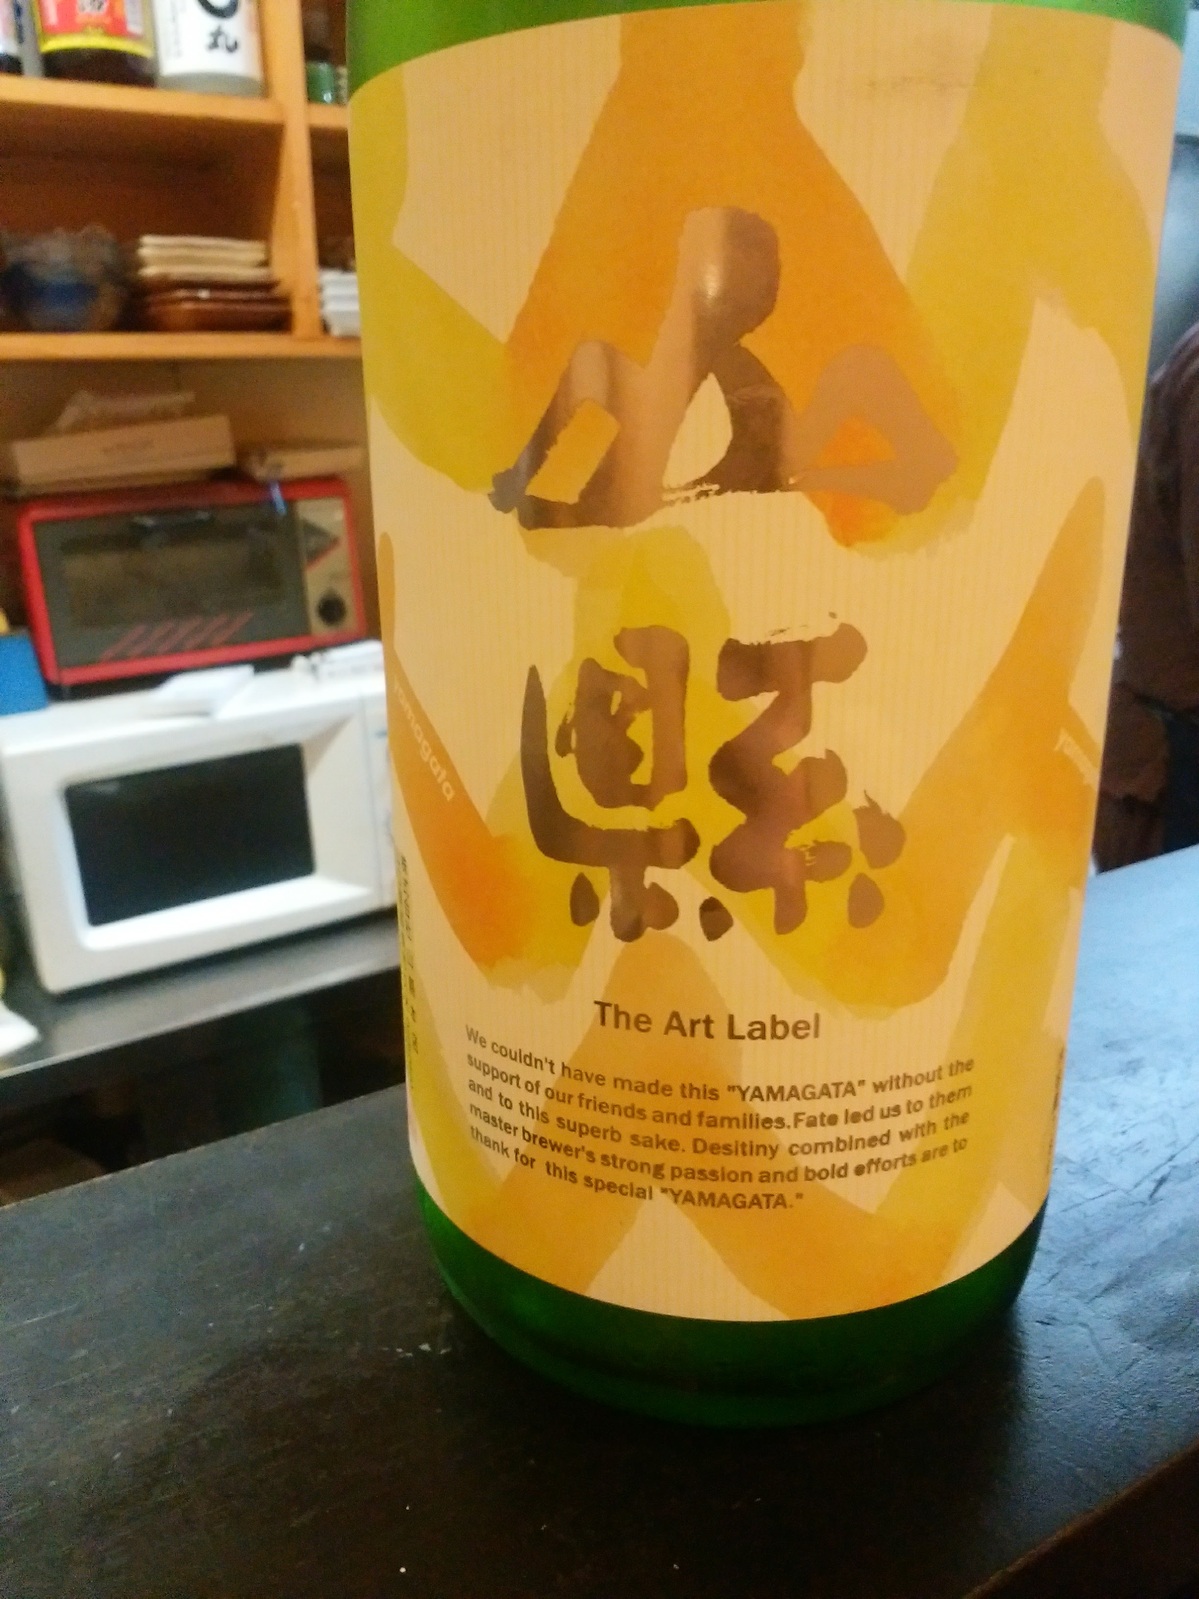 山
縣
yamagata
The Art Label
We couldn't have made this "YAMAGATA" without the
support of our friends and families.Fate led us to them
and to this superb sake. Desitiny combined with the
master brewer's strong passion and bold efforts are to
thank for this special "YAMAGATA."
丸